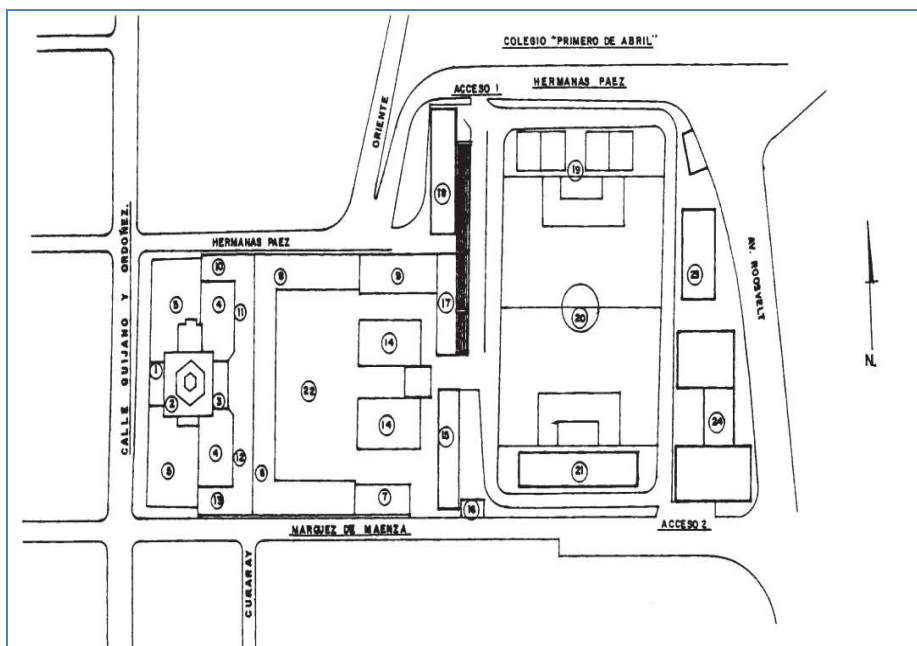 COLEGIO "PRIMERO DE ABRIL"
HERMANAS PAEZ
ACCESO 1
ORIENTE
18
19
CALLE QUIJANO Y ORDOÑEZ.
HERMANAS PAEZ
AV. ROOSVELT
10
8
9
23
5
4
11
17
20
14
N.
1
2
3
22
14
15
24
4
12
5
6
21
13
7
16
MARQUEZ DE MAENZA
ACCESO 2
CURARAY